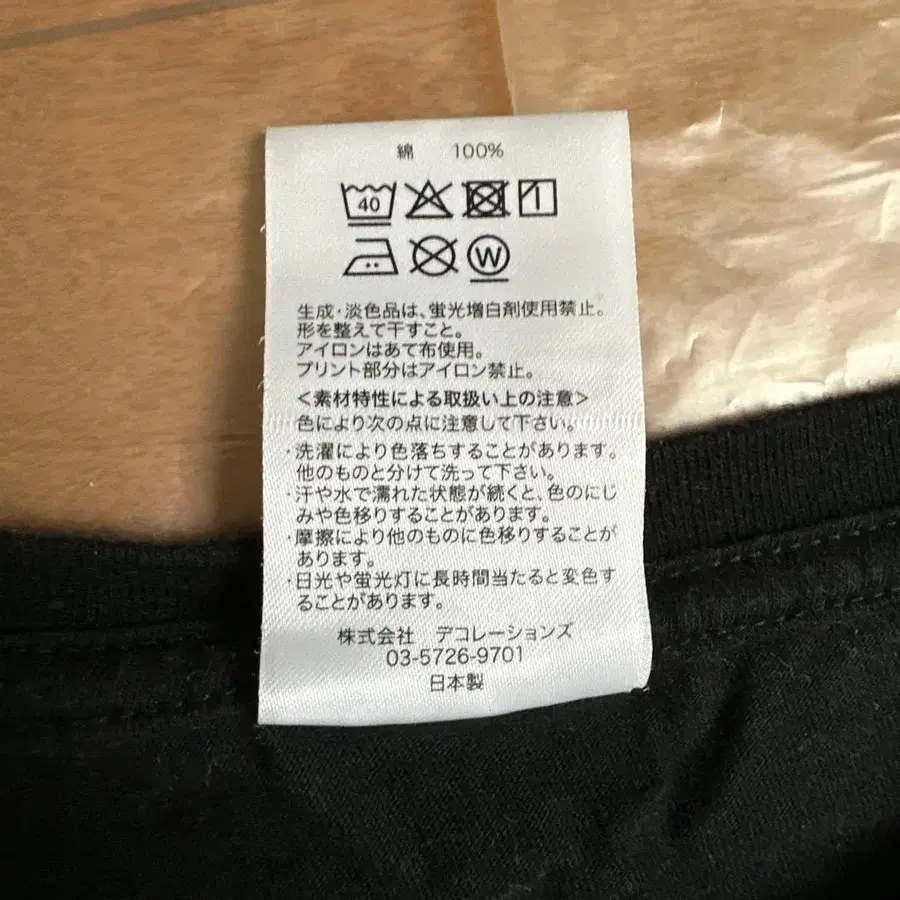 綿 100%
40
W
生成・淡色品は、蛍光増白剤使用禁止。
形を整えて干すこと。
アイロンはあて布使用。
プリント部分はアイロン禁止。
<素材特性による取扱い上の注意>
色により次の点に注意して下さい。
・洗濯により色落ちすることがあります。
他のものと分けて洗って下さい。
・汗や水で濡れた状態が続くと、色のにじ
みや色移りすることがあります。
・摩擦により他のものに色移りすることが
あります。
・日光や蛍光灯に長時間当たると変色す
ることがあります。
株式会社 デコレーションズ
03-5726-9701
日本製